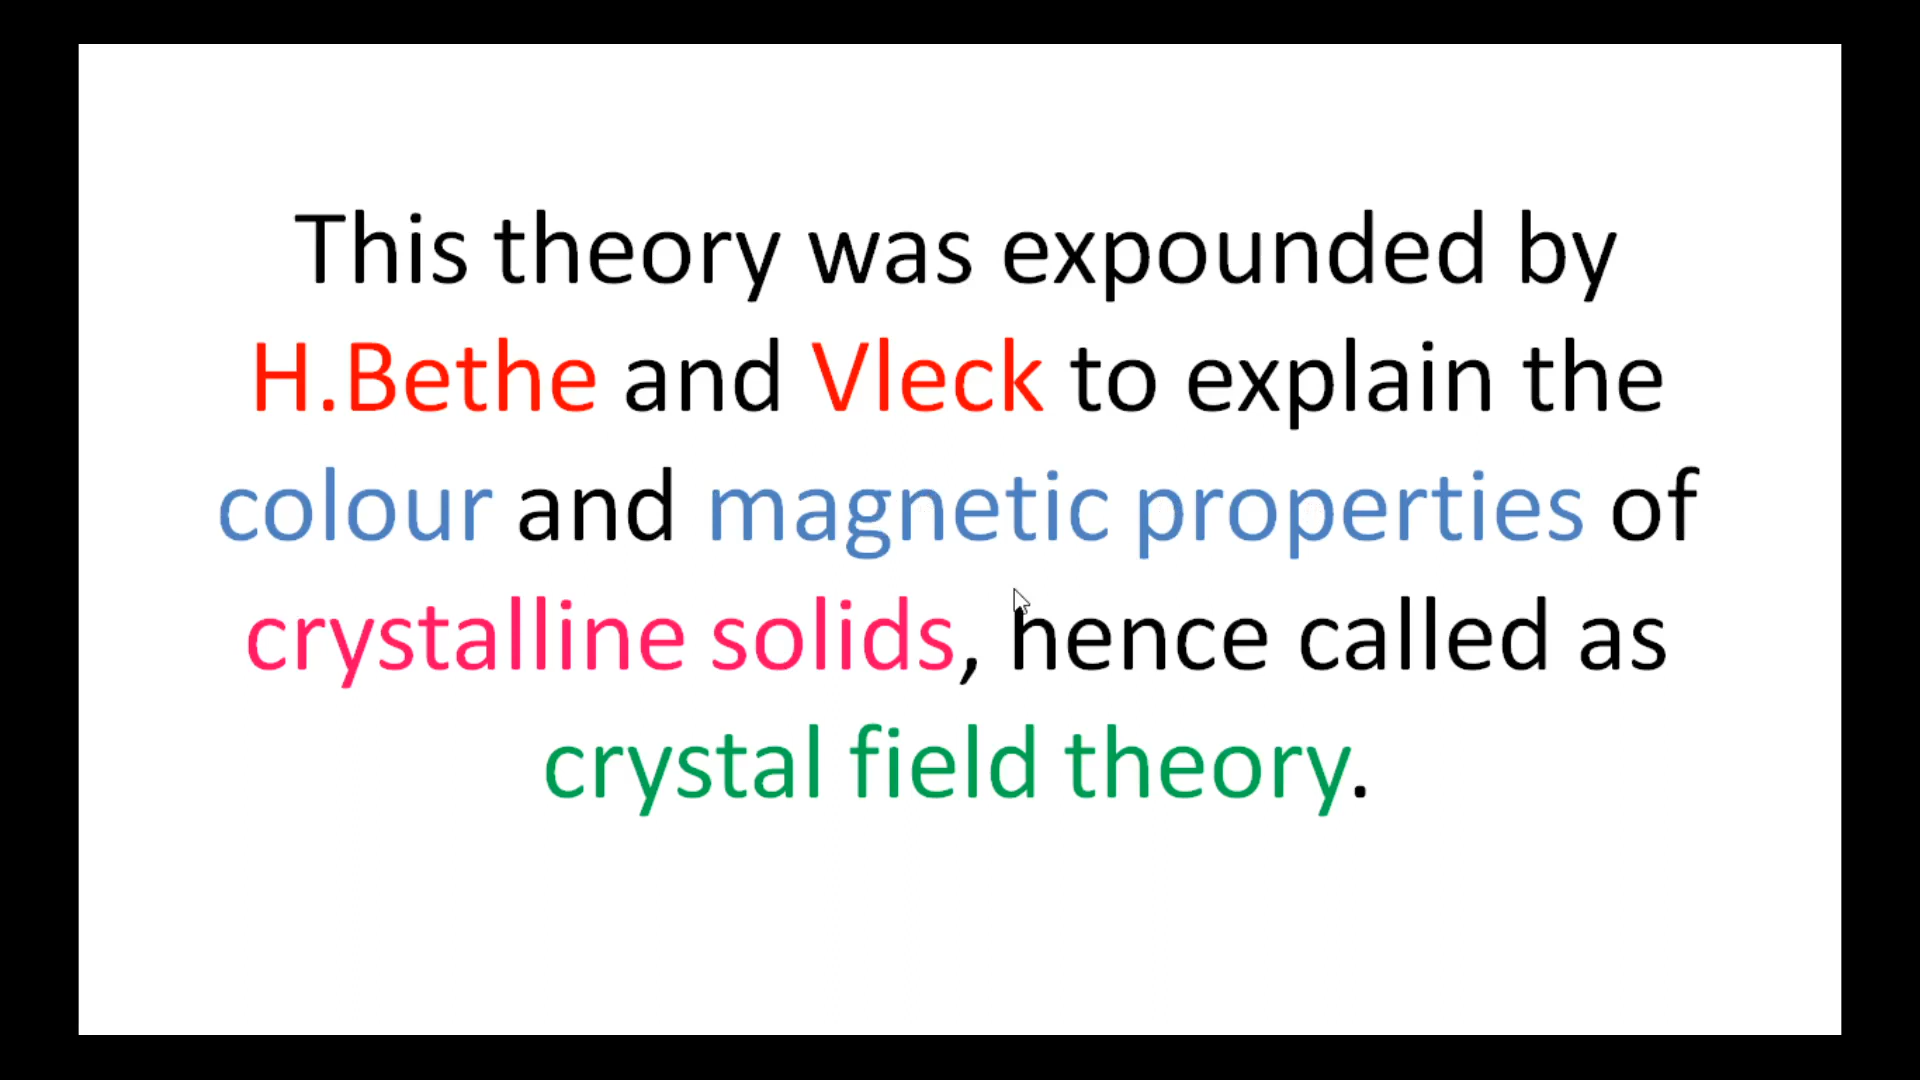 This theory was expounded by
H.Bethe and Vleck to explain the
colour and magnetic properties of
crystalline solids, hence called as
crystal field theory.